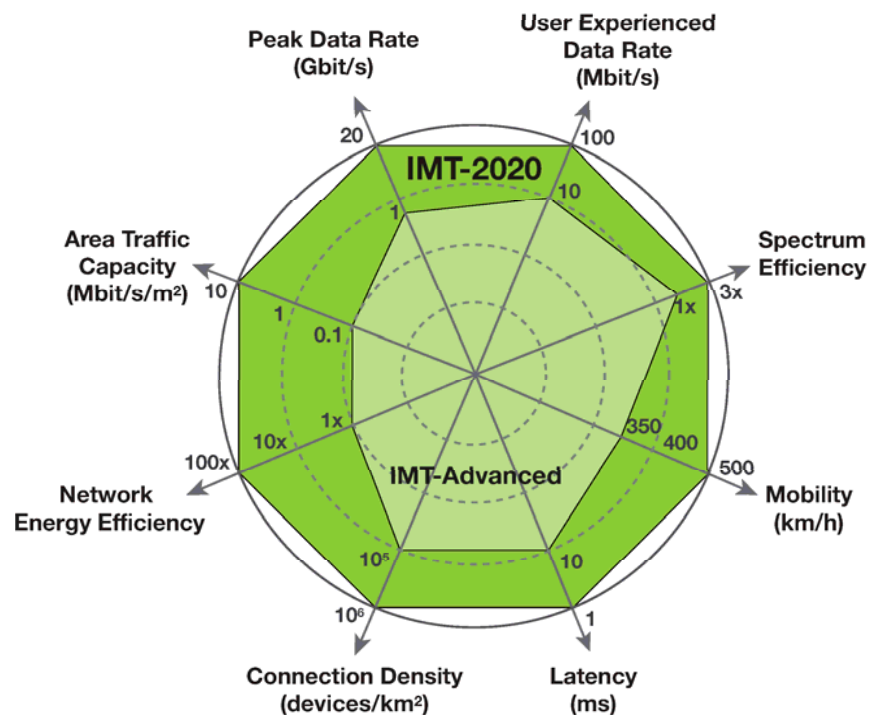 Peak Data Rate
(Gbit/s)
User Experienced
Data Rate
(Mbit/s)
20
100
IMT-2020
1
10
Area Traffic
Capacity
(Mbit/s/m²)
Spectrum
Efficiency
10
1
0.1
1x
3x
1x
10x
100x
350
400
500
Network
Energy Efficiency
IMT-Advanced
Mobility
(km/h)
10⁵
10
10⁶
1
Connection Density
(devices/km²)
Latency
(ms)